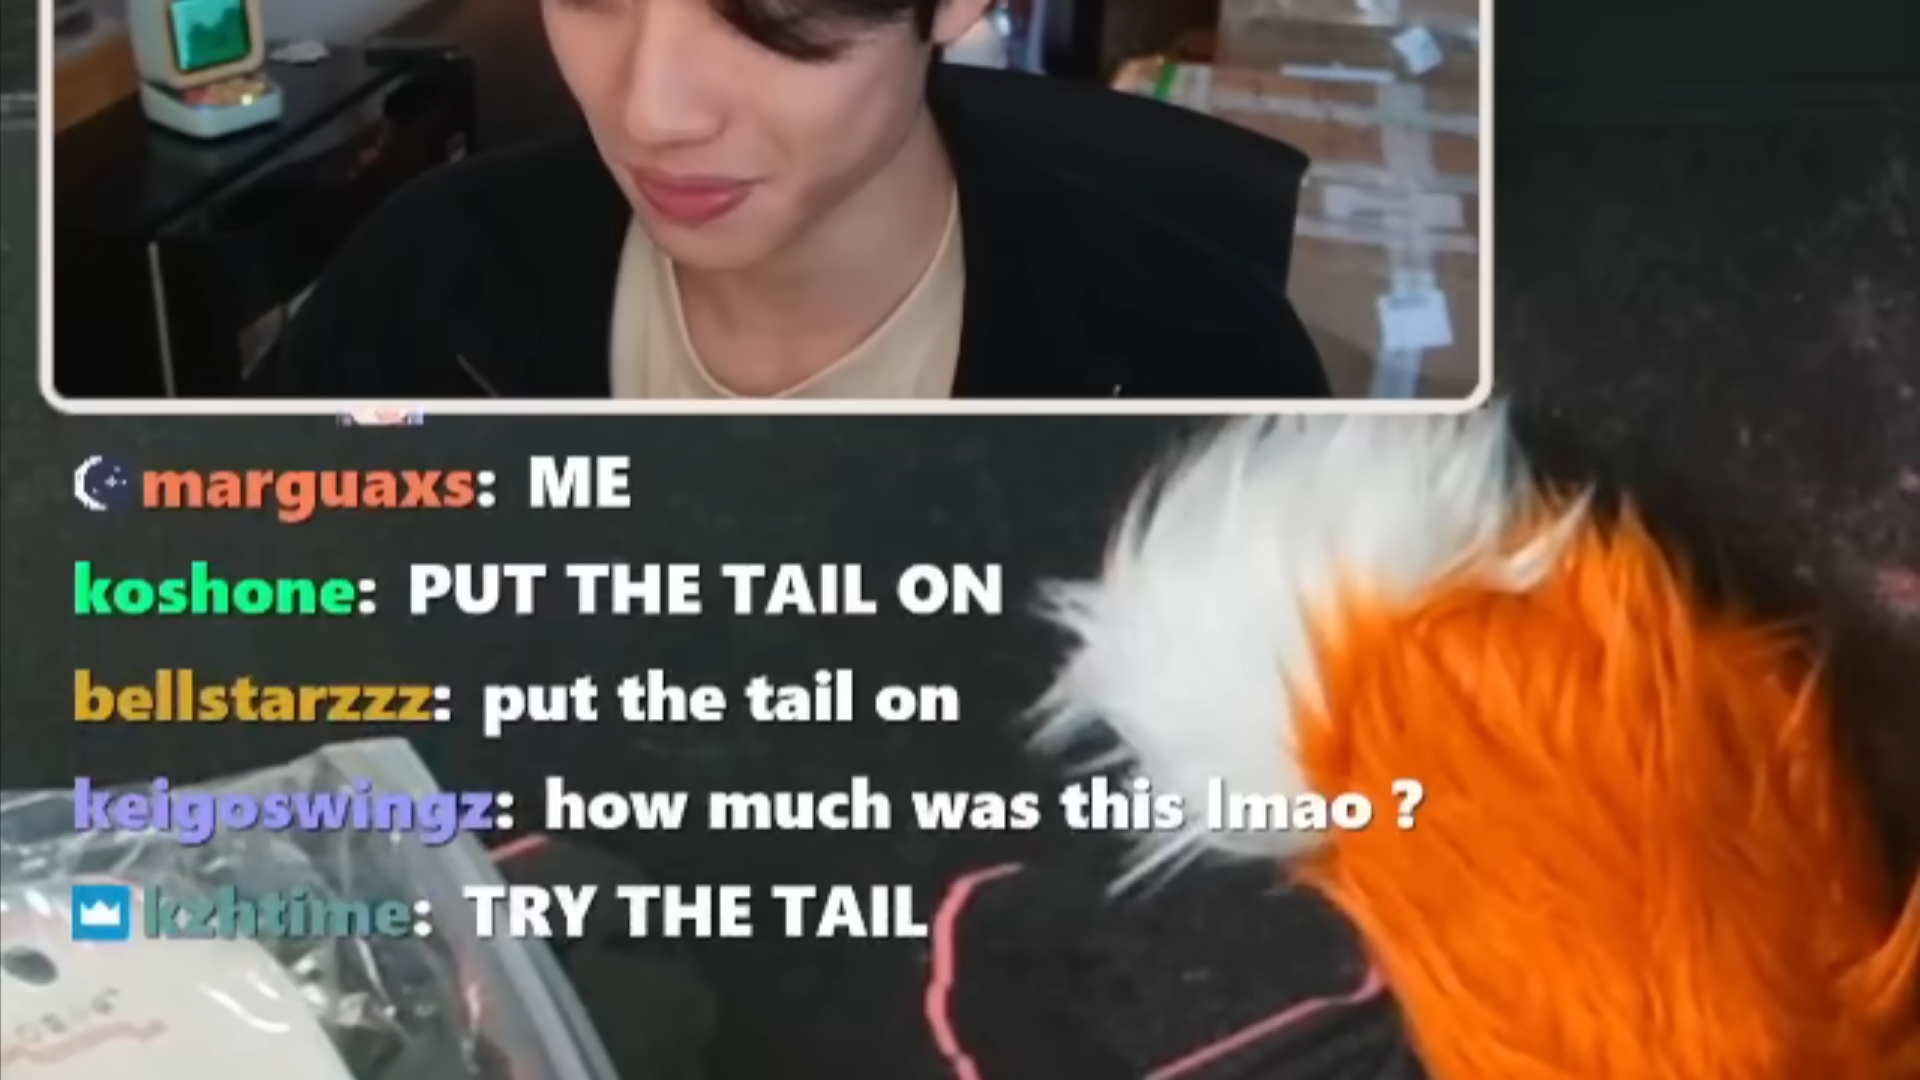 marguaxs: ME
koshone: PUT THE TAIL ON
bellstarzzz: put the tail on
keigoswingz: how much was this lmao ?
kzhtime: TRY THE TAIL